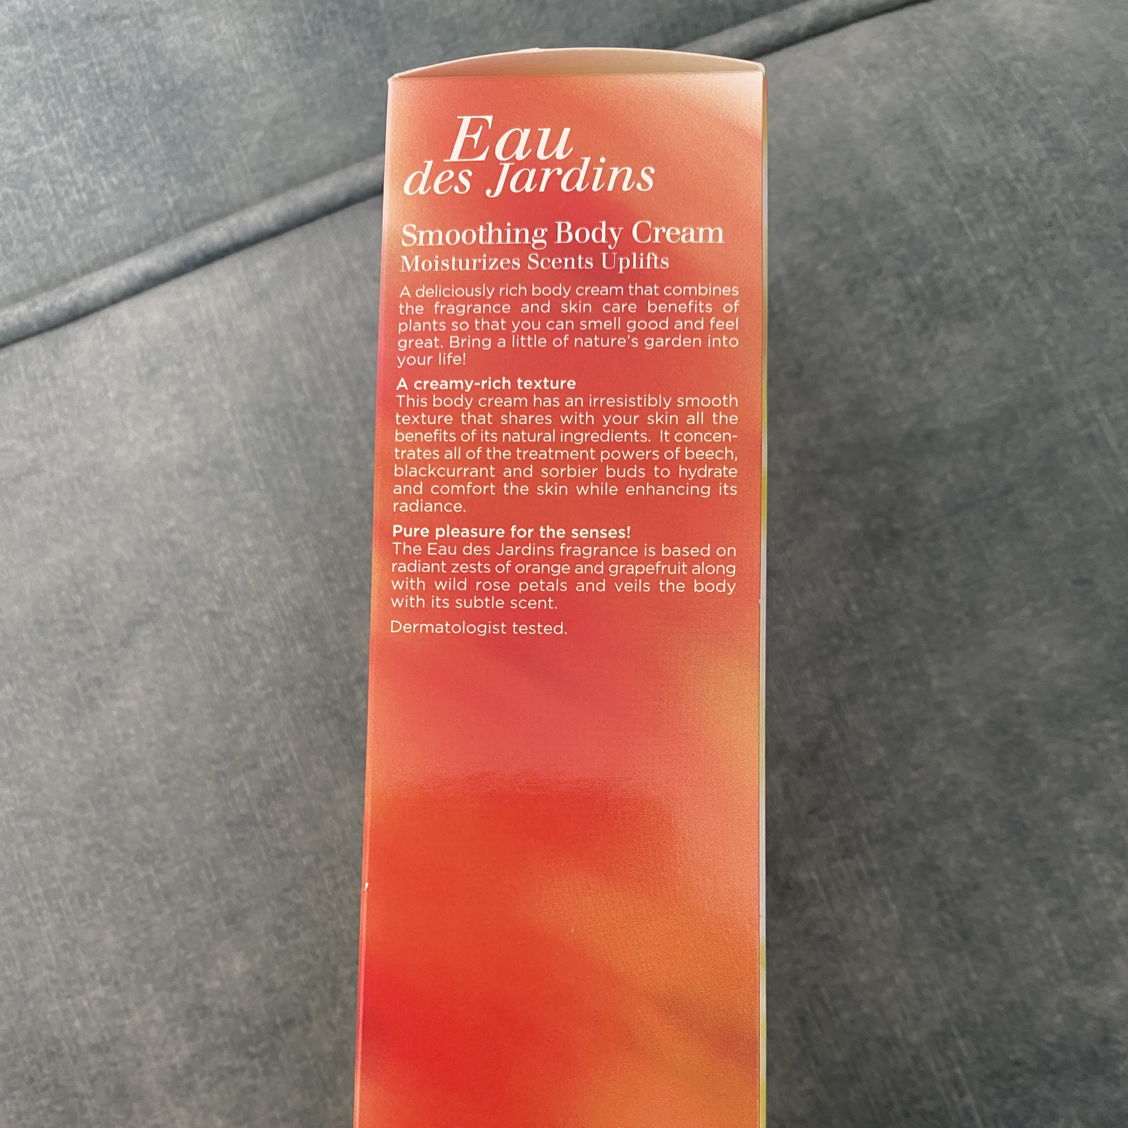 Eau
des Jardins
Smoothing Body Cream
Moisturizes Scents Uplifts
A deliciously rich body cream that combines
the fragrance and skin care benefits of
plants so that you can smell good and feel
great. Bring a little of nature's garden into
your life!
A creamy-rich texture
This body cream has an irresistibly smooth
texture that shares with your skin all the
benefits of its natural ingredients. It concen-
trates all of the treatment powers of beech,
blackcurrant and sorbier buds to hydrate
and comfort the skin while enhancing its
radiance.
Pure pleasure for the senses!
The Eau des Jardins fragrance is based on
radiant zests of orange and grapefruit along
with wild rose petals and veils the body
with its subtle scent.
Dermatologist tested.